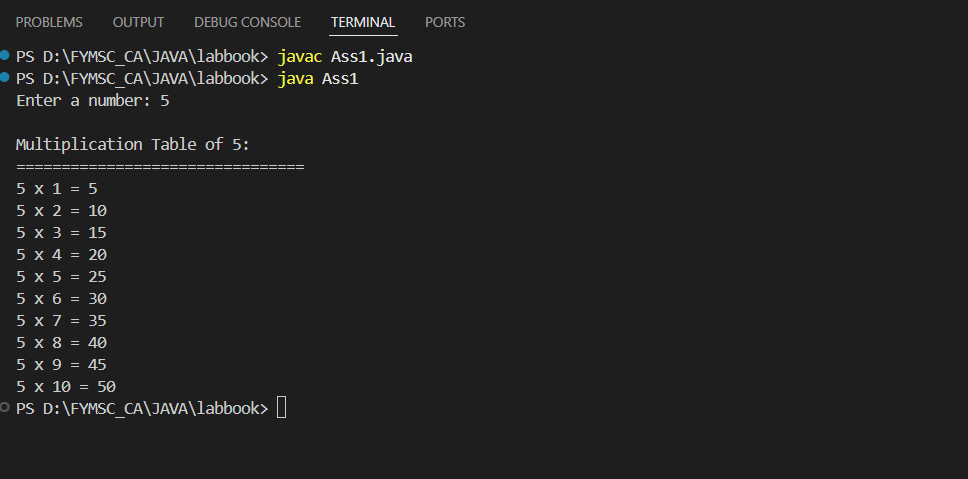 PROBLEMS OUTPUT DEBUG CONSOLE TERMINAL PORTS
PS D:\FYMSC_CA\JAVA\labbook> javac Ass1.java
PS D:\FYMSC_CA\JAVA\labbook> java Ass1
Enter a number: 5
Multiplication Table of 5:
================================
5 x 1 = 5
5 x 2 = 10
5 x 3 = 15
5 x 4 = 20
5 x 5 = 25
5 x 6 = 30
5 x 7 = 35
5 x 8 = 40
5 x 9 = 45
5 x 10 = 50
PS D:\FYMSC_CA\JAVA\labbook>